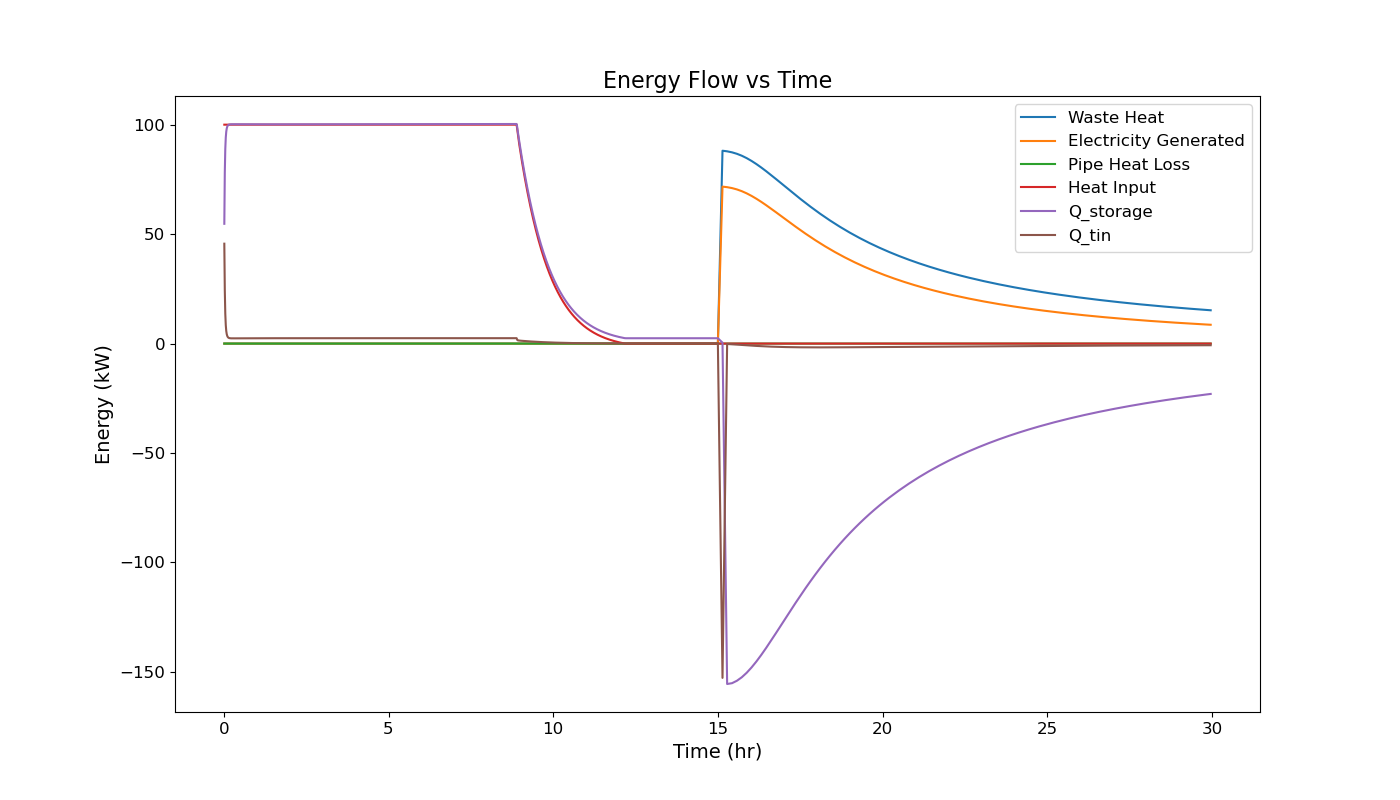 Energy Flow vs Time
Energy (kW)
100
50
0
−50
−100
−150
Waste Heat
Electricity Generated
Pipe Heat Loss
Heat Input
Q_storage
Q_tin
0 5 10 15 20 25 30
Time (hr)